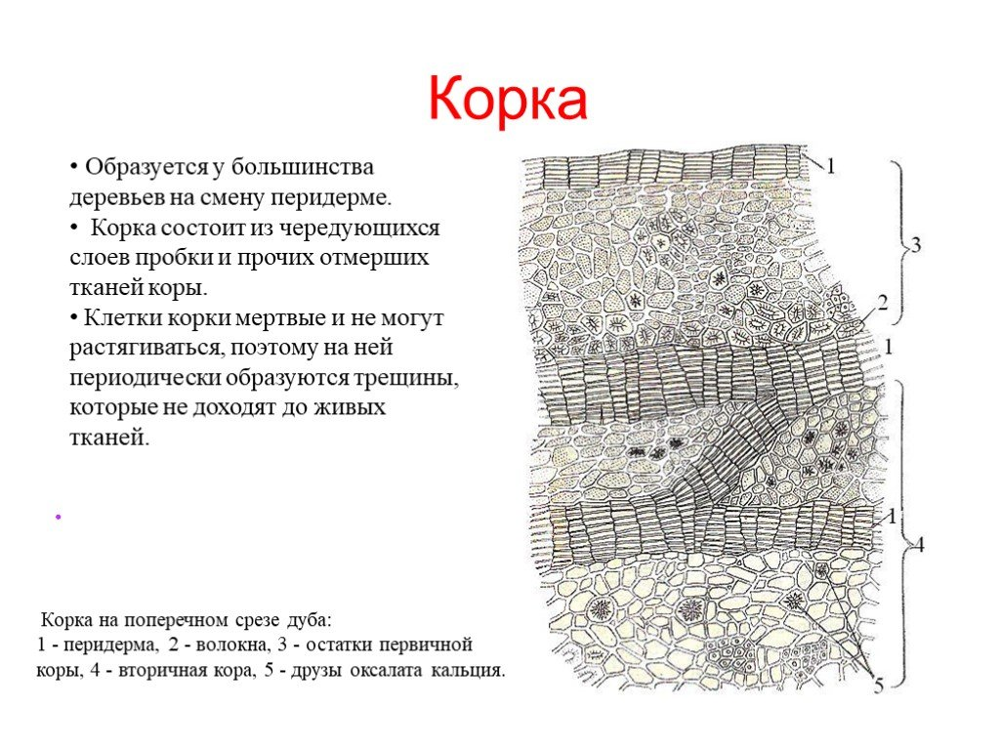 Корка
• Образуется у большинства
деревьев на смену перидерме.
• Корка состоит из чередующихся
слоев пробки и прочих отмерших
тканей коры.
• Клетки корки мертвые и не могут
растягиваться, поэтому на ней
периодически образуются трещины,
которые не доходят до живых
тканей.
•
Корка на поперечном срезе дуба:
1 - перидерма, 2 - волокна, 3 - остатки первичной
коры, 4 - вторичная кора, 5 - друзы оксалата кальция.
1
3
2
1
1
4
5